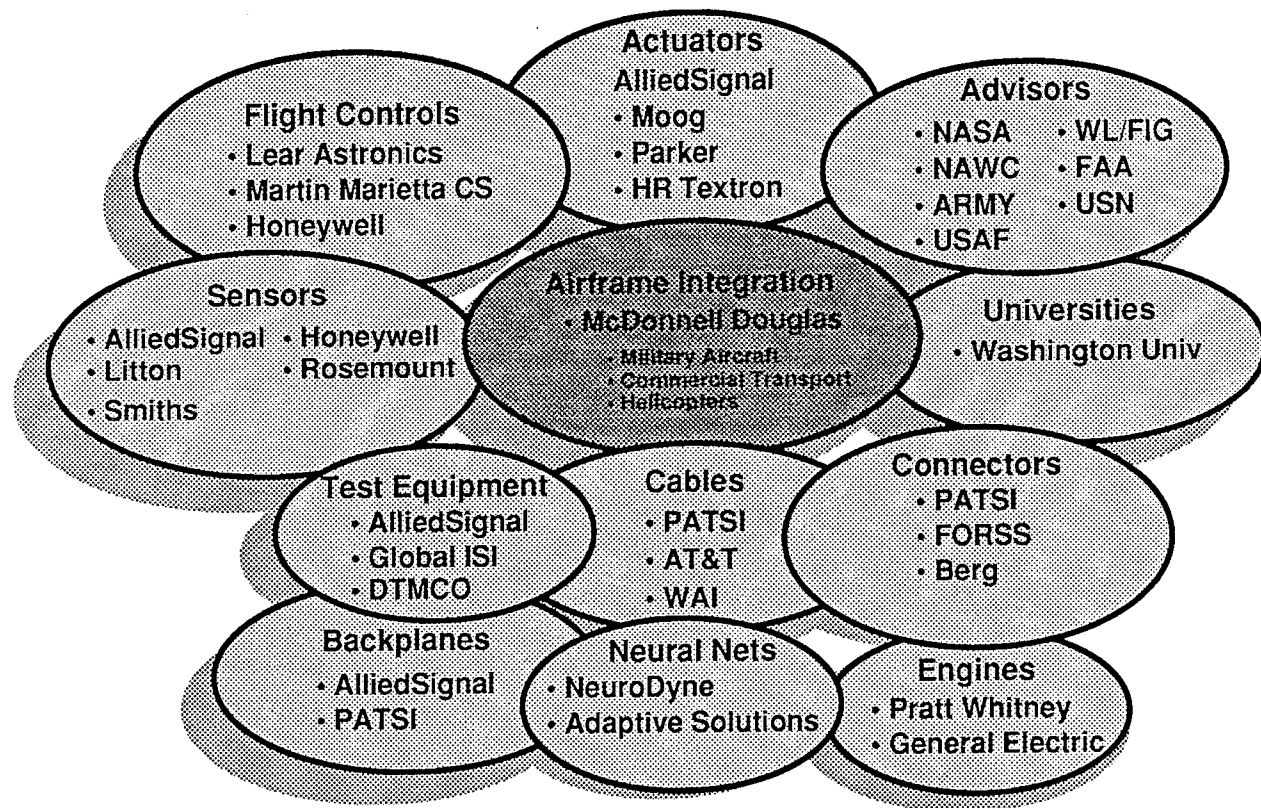 Actuators
AlliedSignal
• Moog
• Parker
• HR Textron
Flight Controls
• Lear Astronics
• Martin Marietta CS
• Honeywell
Advisors
• NASA • WL/FIG
• NAWC • FAA
• ARMY • USN
• USAF
Sensors
• AlliedSignal • Honeywell
• Litton • Rosemount
• Smiths
Airframe Integration
• McDonnell Douglas
• Military Aircraft
• Commercial Transport
• Helicopters
Universities
• Washington Univ
Test Equipment
• AlliedSignal
• Global ISI
• DTMCO
Cables
• PATSI
• AT&T
• WAI
Connectors
• PATSI
• FORSS
• Berg
Backplanes
• AlliedSignal
• PATSI
Neural Nets
• NeuroDyne
• Adaptive Solutions
Engines
• Pratt Whitney
• General Electric